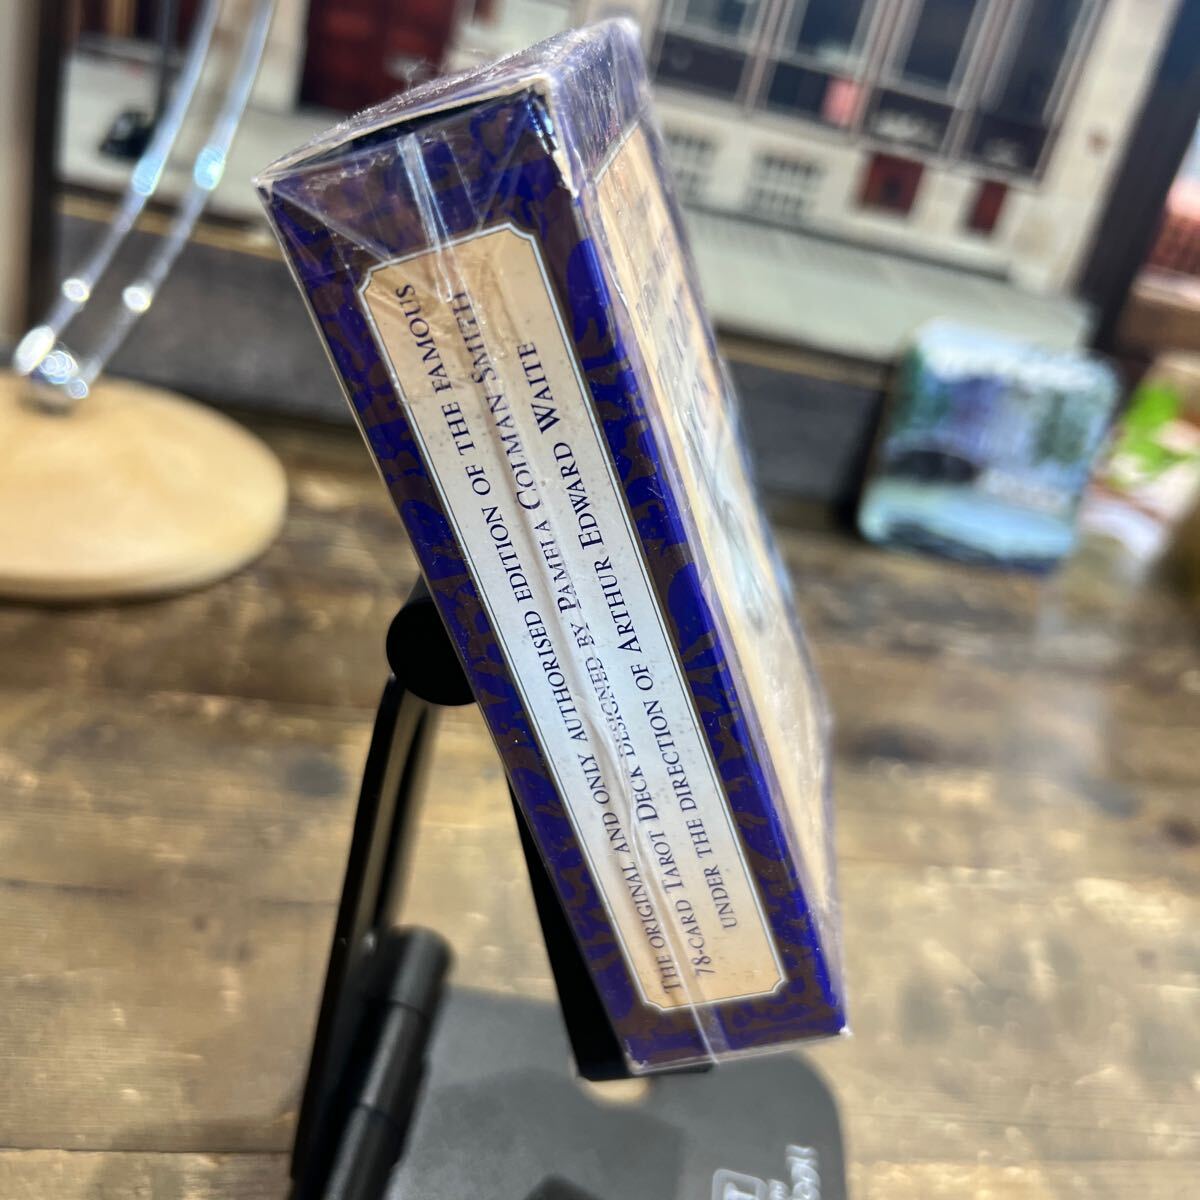 THE ORIGINAL AND ONLY AUTHORISED EDITION OF THE FAMOUS
78-CARD TAROT DECK DESIGNED BY PAMELA COLMAN SMITH
UNDER THE DIRECTION OF ARTHUR EDWARD WAITE